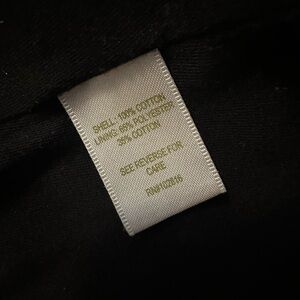 SHELL: 100% COTTON
LINING: 65% POLYESTER
35% COTTON
SEE REVERSE FOR
CARE
RN#102816